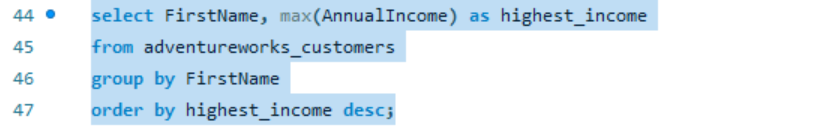 44 select FirstName, max(AnnualIncome) as highest_income
45 from adventureworks_customers
46 group by FirstName
47 order by highest_income desc;